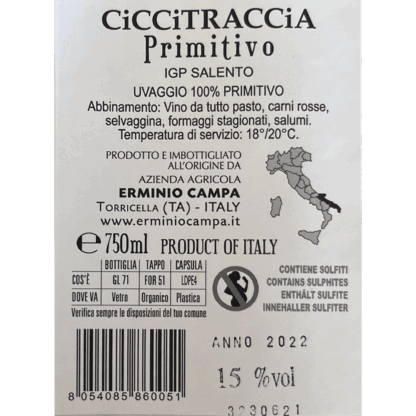 CiCCiTRACCiA
Primitivo
IGP SALENTO
UVAGGIO 100% PRIMITIVO
Abbinamento: Vino da tutto pasto, carni rosse,
selvaggina, formaggi stagionati, salumi.
Temperatura di servizio: 18°/20°C.
PRODOTTO E IMBOTTIGLIATO
ALL'ORIGINE DA
AZIENDA AGRICOLA
ERMINIO CAMPA
TORRICELLA (TA) - ITALY
www.erminiocampa.it
e 750ml PRODUCT OF ITALY
BOTTIGLIA TAPPO CAPSULA
COS'È GL 71 FOR 51 LDPE4
DOVE VA Vetro Organico Plastica
Verifica sempre le disposizioni del tuo comune
CONTIENE SOLFITI
CONTAINS SULPHITES
ENTHÄLT SULFITE
INNEHALLER SULFITER
ANNO 2022
15 %vol
8 054085 860051
3230621